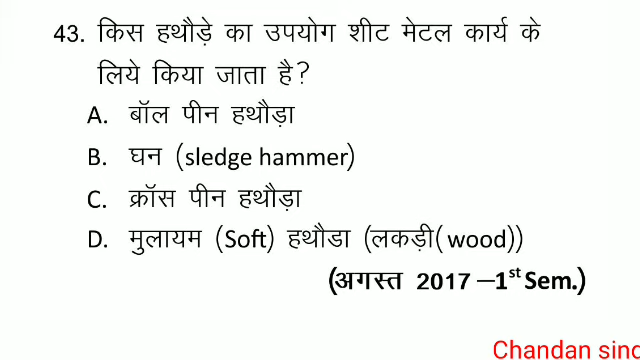 43. किस हथौड़े का उपयोग शीट मेटल कार्य के
लिये किया जाता है?
A. बॉल पीन हथौड़ा
B. घन (sledge hammer)
C. क्रॉस पीन हथौड़ा
D. मुलायम (Soft) हथौडा (लकड़ी(wood))
(अगस्त 2017 –1st Sem.)
Chandan